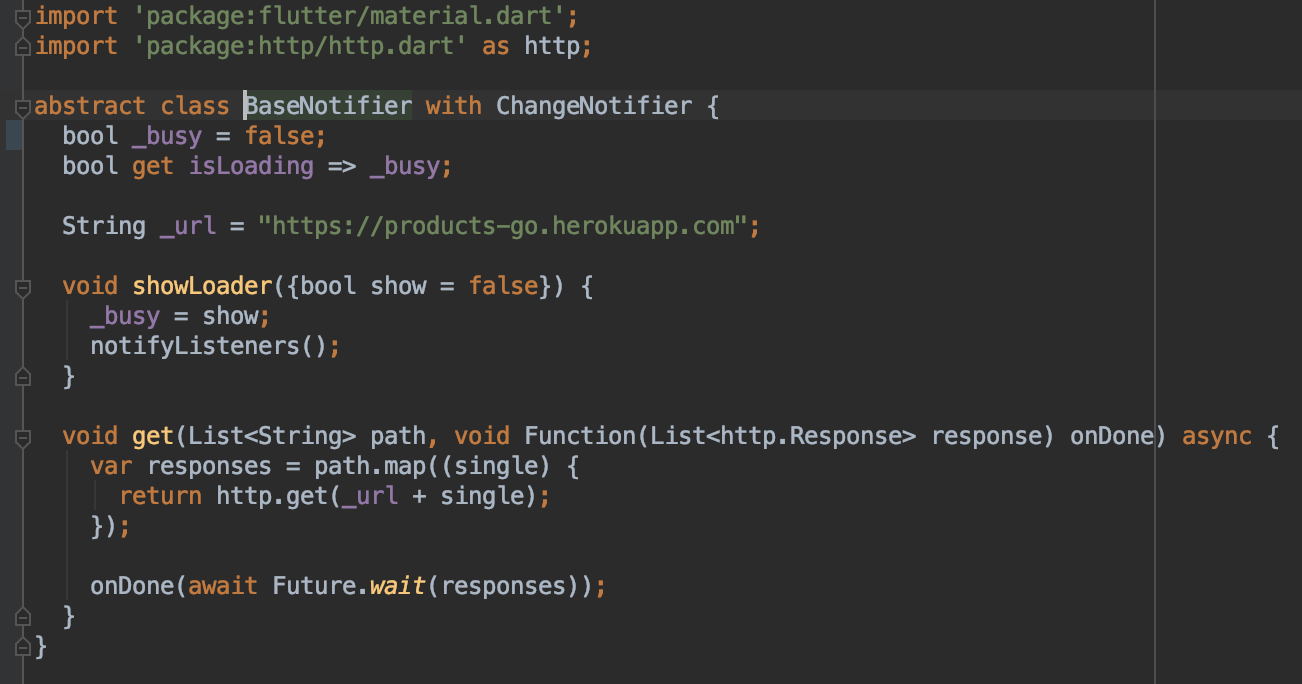 import 'package:flutter/material.dart';
import 'package:http/http.dart' as http;
abstract class BaseNotifier with ChangeNotifier {
  bool _busy = false;
  bool get isLoading => _busy;
  String _url = "https://products-go.herokuapp.com";
  void showLoader({bool show = false}) {
    _busy = show;
    notifyListeners();
  }
  void get(List<String> path, void Function(List<http.Response> response) onDone) async {
    var responses = path.map((single) {
      return http.get(_url + single);
    });
    onDone(await Future.wait(responses));
  }
}